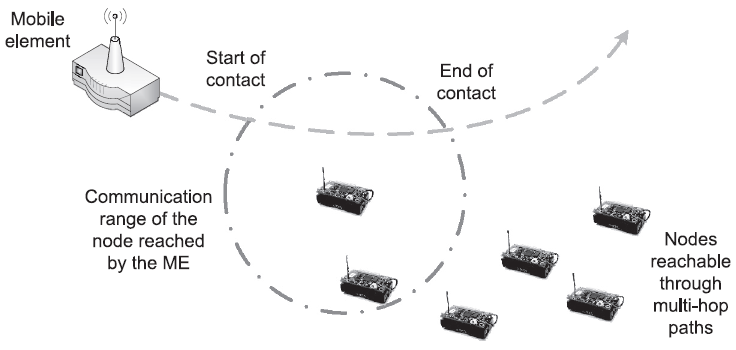 Mobile
element
Start of
contact
End of
contact
Communication
range of the
node reached
by the ME
Nodes
reachable
through
multi-hop
paths